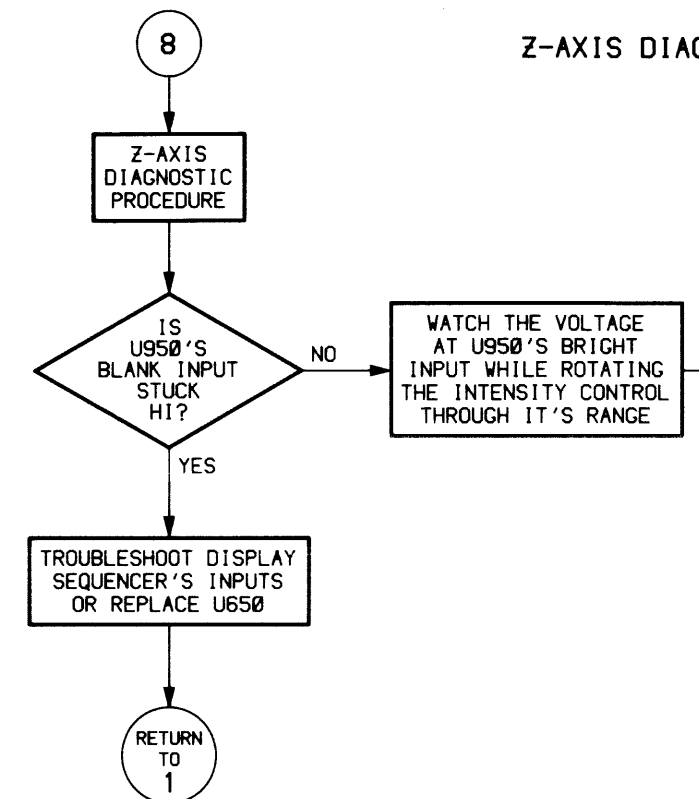 8
Z-AXIS
DIAGNOSTIC
PROCEDURE
IS
U950'S
BLANK INPUT
STUCK
HI?
NO
WATCH THE VOLTAGE
AT U950'S BRIGHT
INPUT WHILE ROTATING
THE INTENSITY CONTROL
THROUGH IT'S RANGE
YES
TROUBLESHOOT DISPLAY
SEQUENCER'S INPUTS
OR REPLACE U650
RETURN
TO
1
Z-AXIS DIAG